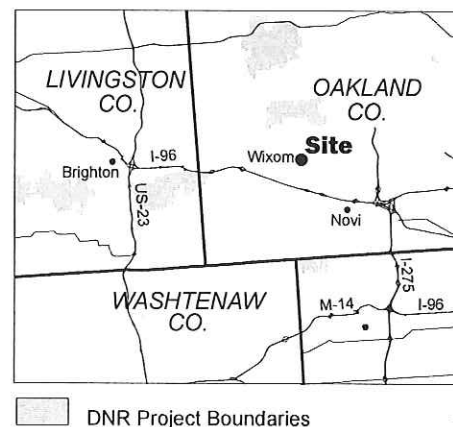 LIVINGSTON
CO.
OAKLAND
CO.
Site
Wixom
Brighton
I-96
US-23
Novi
WASHTENAW
CO.
I-275
M-14
I-96
DNR Project Boundaries